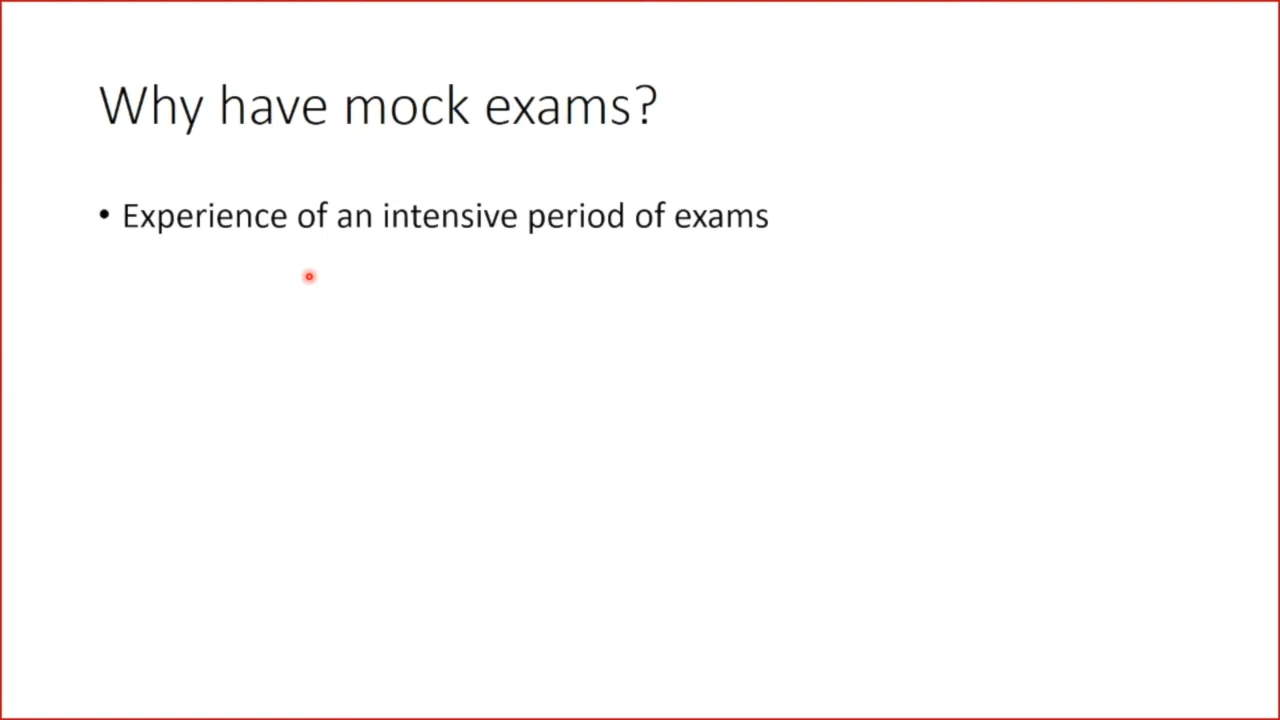 Why have mock exams?
• Experience of an intensive period of exams